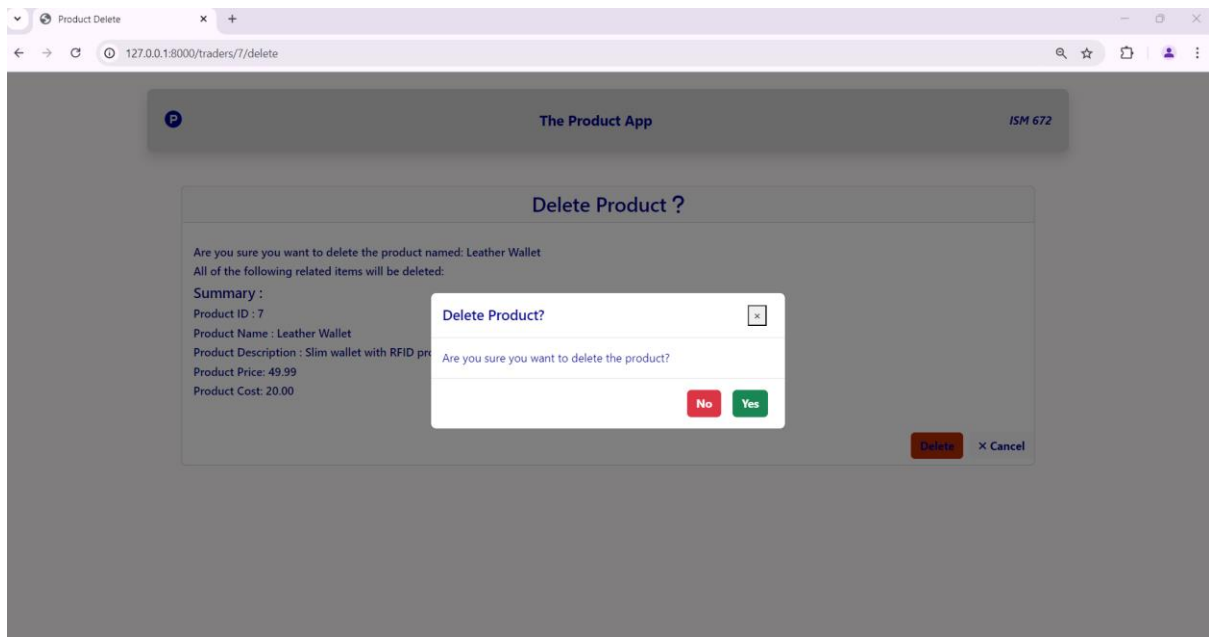 Product Delete
127.0.0.1:8000/traders/7/delete
P The Product App ISM 672
Delete Product ?
Are you sure you want to delete the product named: Leather Wallet
All of the following related items will be deleted:
Summary :
Product ID : 7
Product Name : Leather Wallet
Product Description : Slim wallet with RFID
Product Price: 49.99
Product Cost: 20.00
Delete Product?
×
Are you sure you want to delete the product?
No Yes
Delete × Cancel